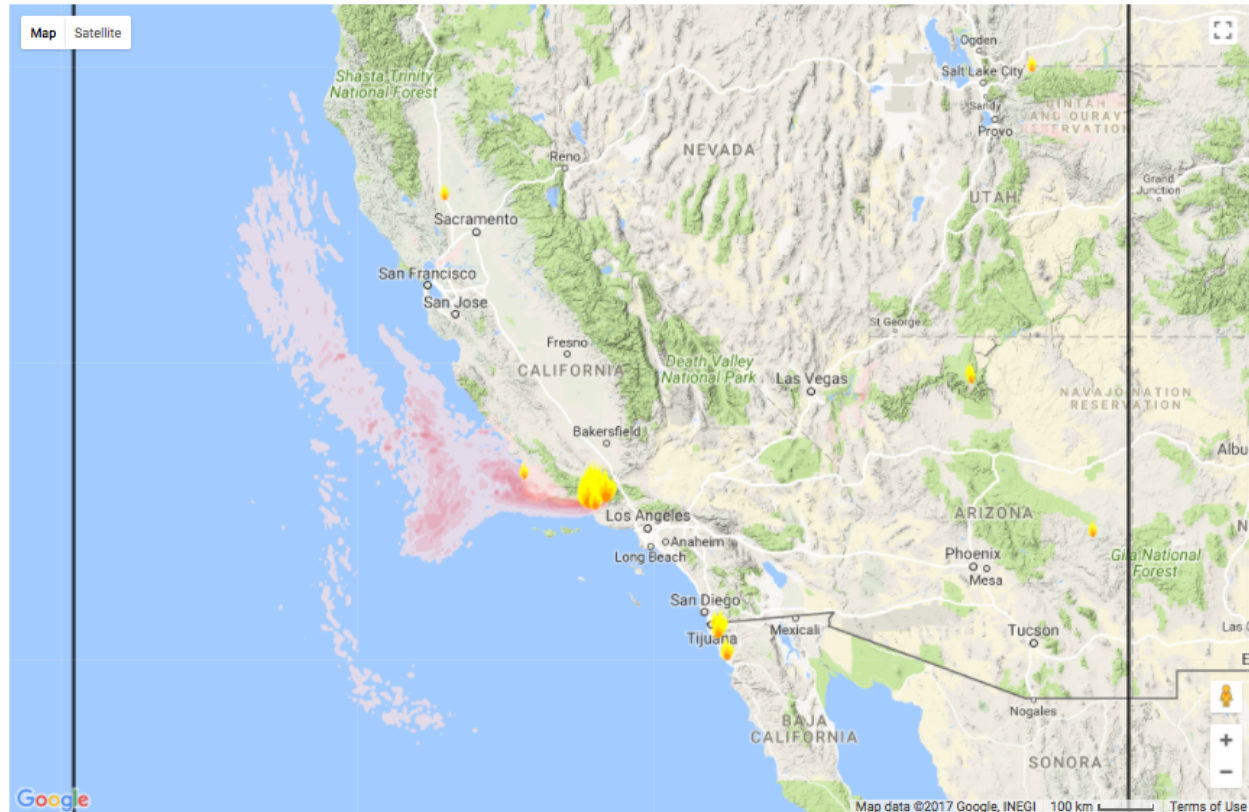 Map Satellite
Ogden
Shasta Trinity
National Forest
Salt Lake City
Sandy
Provo
UINTAH
AND OURAY
RESERVATION
Reno
NEVADA
Grand
Junction
UTAH
Sacramento
San Francisco
San Jose
St George
Fresno
CALIFORNIA
Death Valley
National Park
Las Vegas
NAVAJO NATION
RESERVATION
Bakersfield
Albu
Los Angeles
Anaheim
Long Beach
ARIZONA
N
Phoenix
Mesa
Gila National
Forest
San Diego
Tijuana
Mexicali
Tucson
Las C
E
Nogales
BAJA
CALIFORNIA
SONORA
Google
Map data ©2017 Google, INEGI 100 km Terms of Use